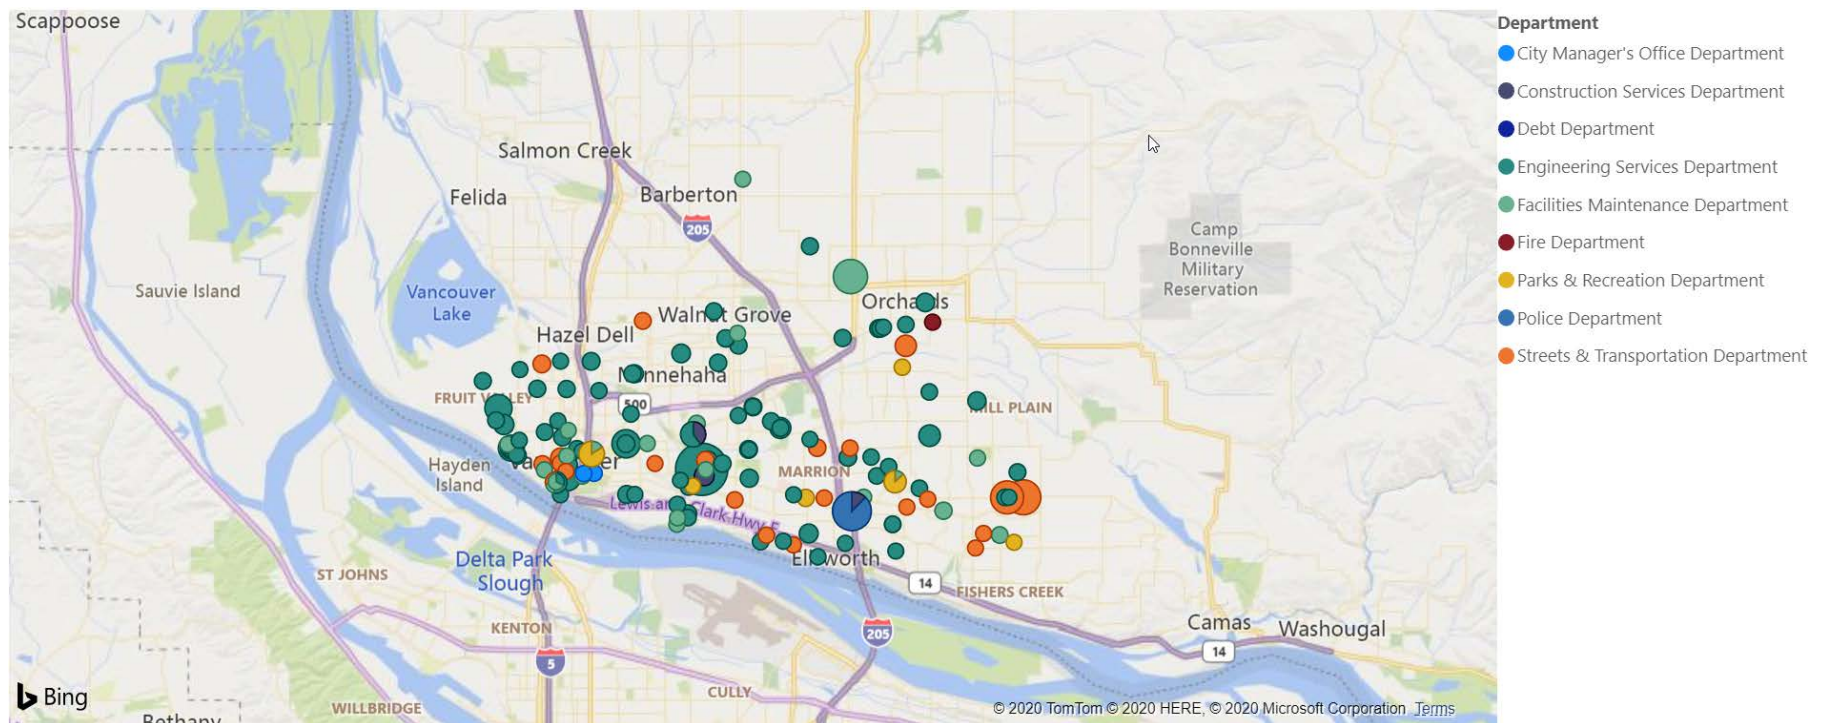 Scappoose
Department
City Manager's Office Department
Construction Services Department
Debt Department
Engineering Services Department
Facilities Maintenance Department
Fire Department
Parks & Recreation Department
Police Department
Streets & Transportation Department
Salmon Creek
Felida
Barberton
205
Camp
Bonneville
Military
Reservation
Sauvie Island
Vancouver
Lake
Orchards
Walnut Grove
Hazel Dell
Minnehaha
FRUIT VALLEY
500
MILL PLAIN
Hayden
Island
Vancouver
MARRION
Lewis and Clark Hwy E
Ellsworth
Delta Park
Slough
ST JOHNS
14
FISHERS CREEK
KENTON
205
Camas
Washougal
14
5
CULLY
Bing
WILLBRIDGE
© 2020 TomTom © 2020 HERE, © 2020 Microsoft Corporation Terms
Bethany